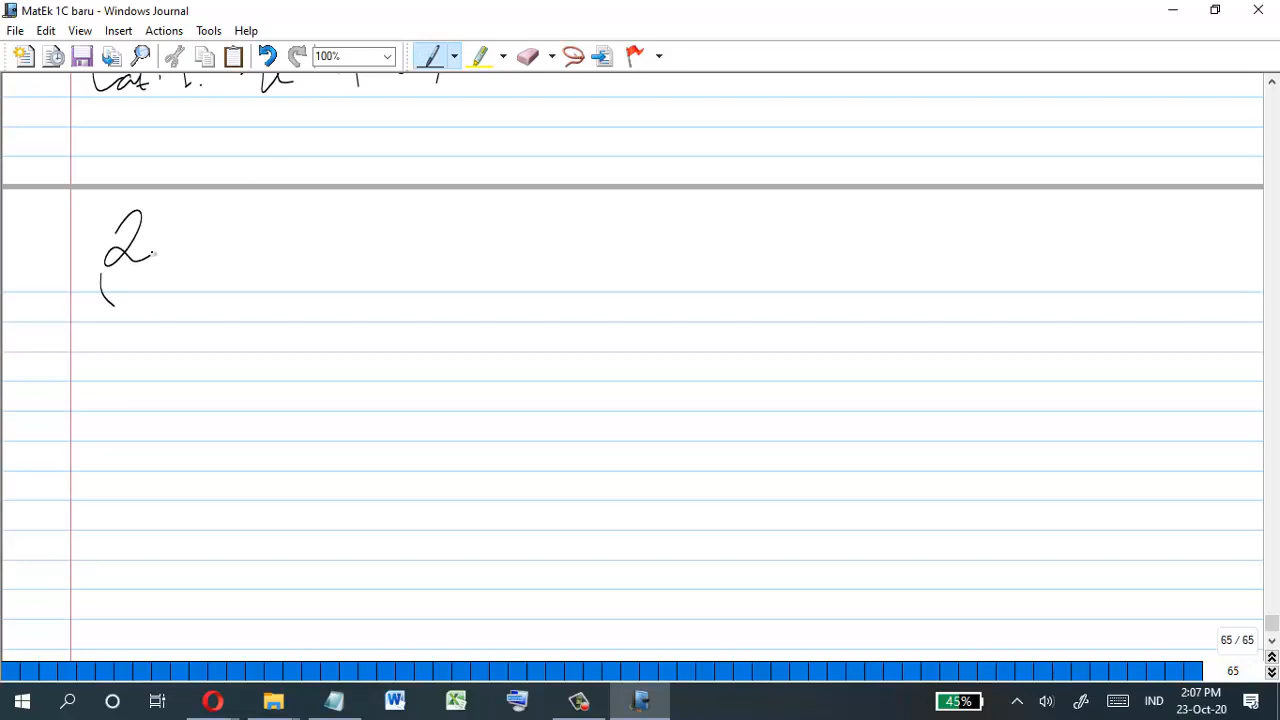 MatEk 1C baru - Windows Journal
File Edit View Insert Actions Tools Help
100%
2.
(
65 / 65
65
45%
IND
2:07 PM
23-Oct-20